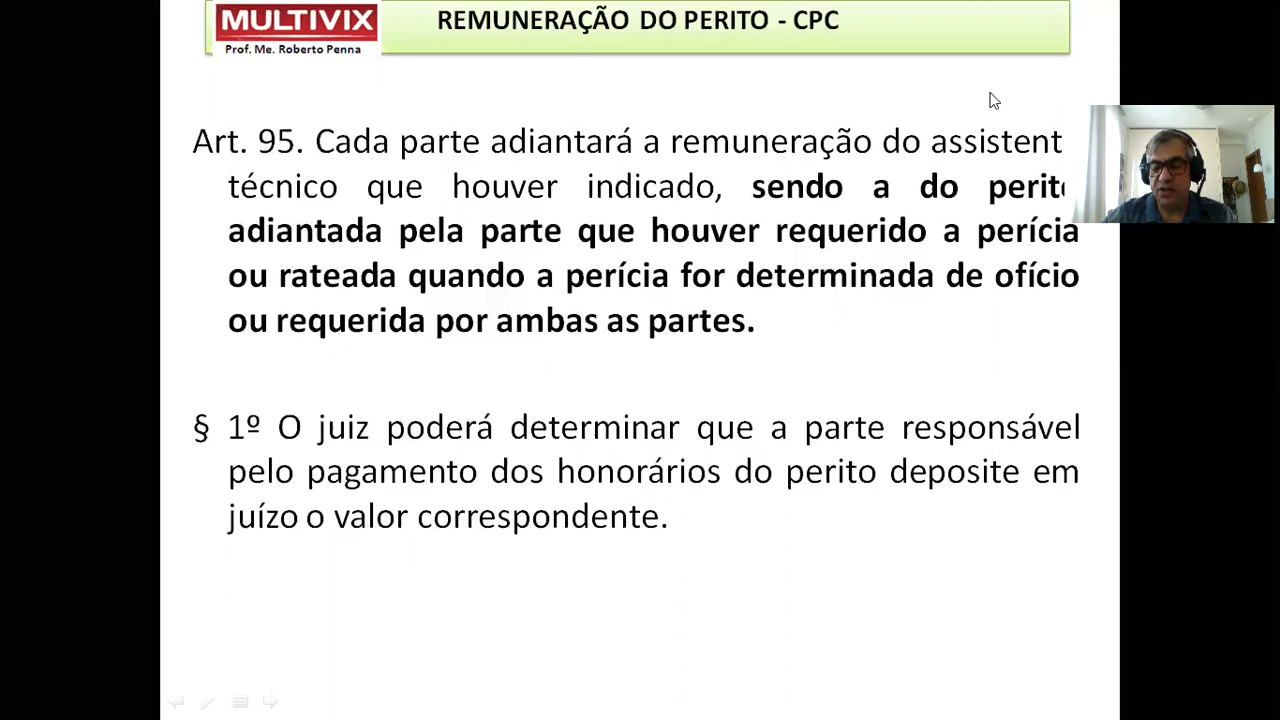 MULTIVIX
Prof. Me. Roberto Penna
REMUNERAÇÃO DO PERITO - CPC
Art. 95. Cada parte adiantará a remuneração do assistent
técnico que houver indicado, sendo a do perito
adiantada pela parte que houver requerido a perícia
ou rateada quando a perícia for determinada de ofício
ou requerida por ambas as partes.
§ 1º O juiz poderá determinar que a parte responsável
pelo pagamento dos honorários do perito deposite em
juízo o valor correspondente.